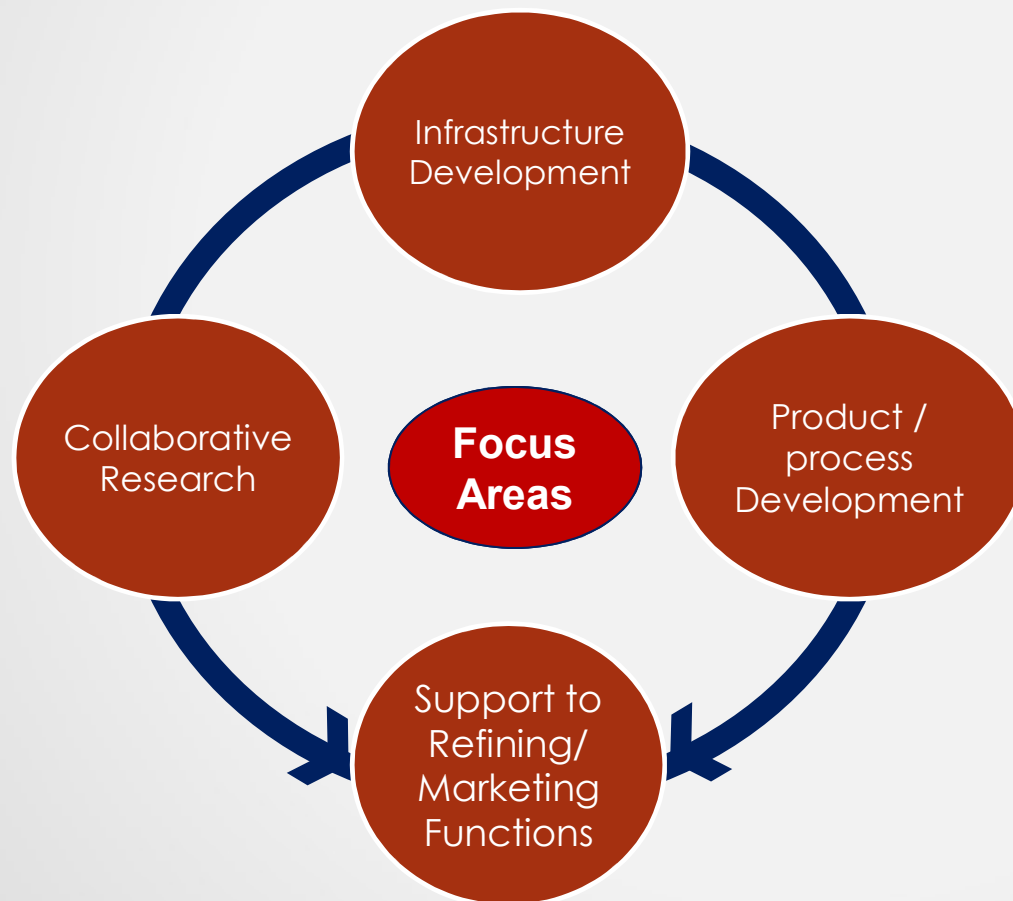 Infrastructure
Development
Collaborative
Research
Focus
Areas
Product /
process
Development
Support to
Refining/
Marketing
Functions